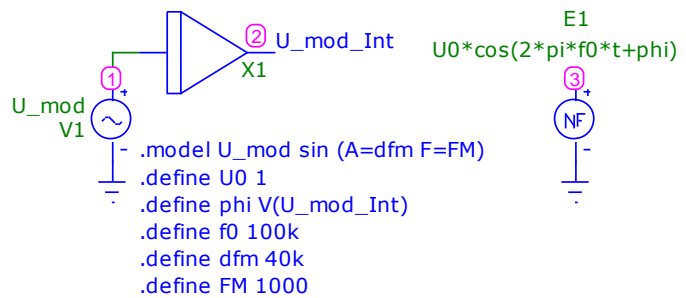 E1
2 U_mod_Int
U0*cos(2*pi*f0*t+phi)
X1
1
3
U_mod
V1
+
+
NF
-
-
.model U_mod sin (A=dfm F=FM)
.define U0 1
.define phi V(U_mod_Int)
.define f0 100k
.define dfm 40k
.define FM 1000